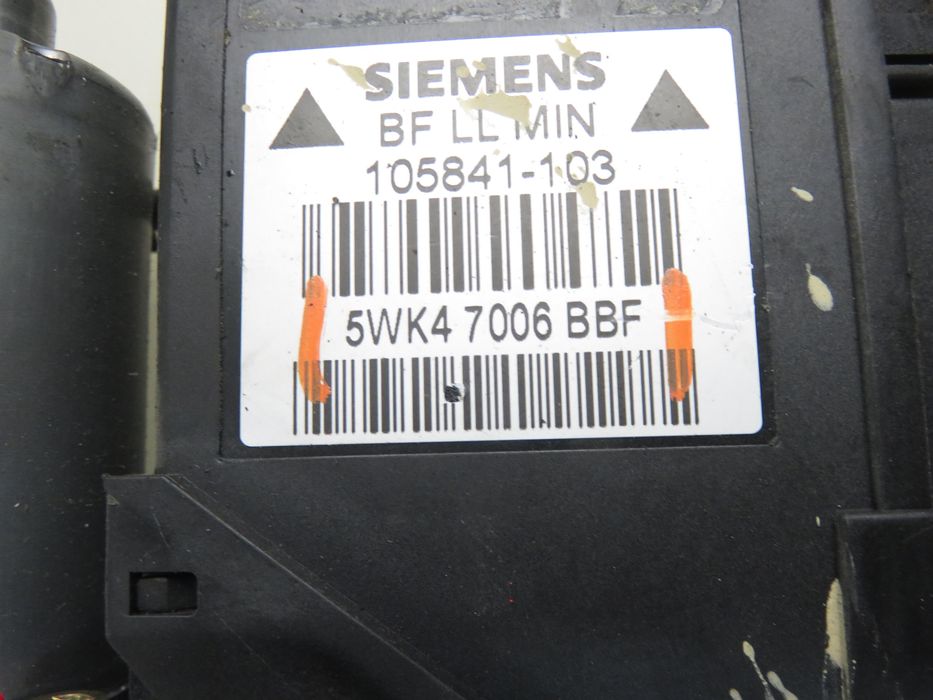 SIEMENS
BF LL MIN
105841-103
5WK4 7006 BBF